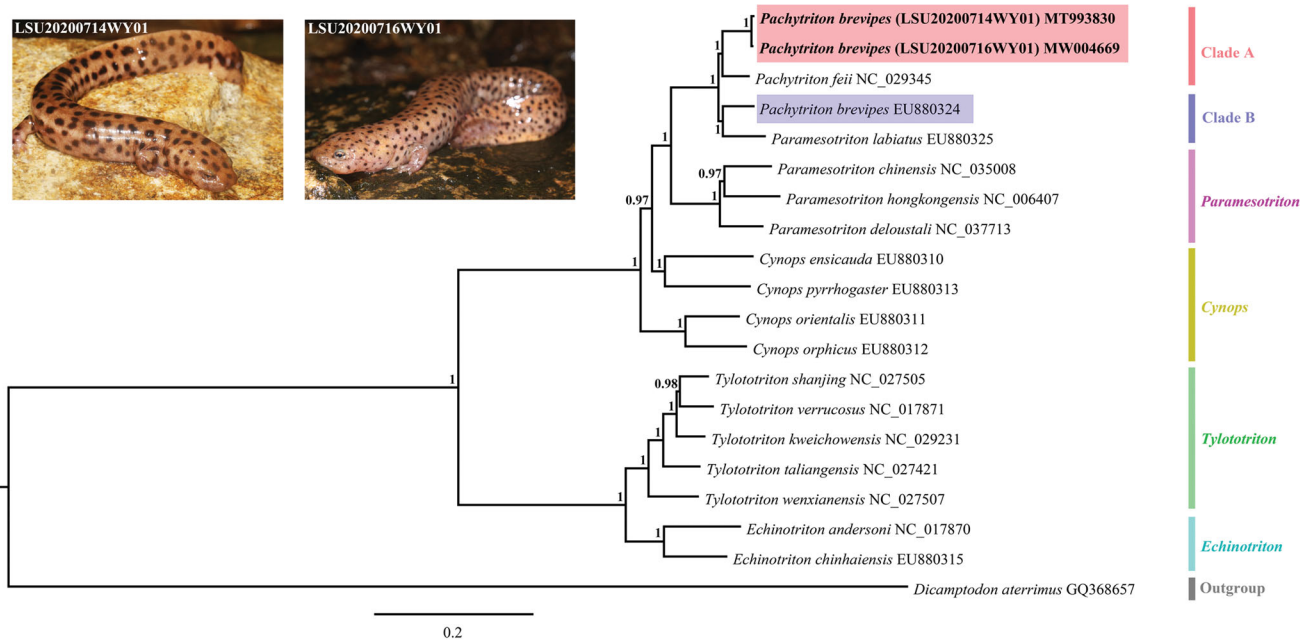 LSU20200714WY01
LSU20200716WY01
1
Pachytriton brevipes (LSU20200714WY01) MT993830
Pachytriton brevipes (LSU20200716WY01) MW004669
Clade A
1
Pachytriton feii NC_029345
1
Pachytriton brevipes EU880324
Clade B
1
Paramesotriton labiatus EU880325
0.97
Paramesotriton chinensis NC_035008
1
Paramesotriton hongkongensis NC_006407
Paramesotriton
0.97
Paramesotriton deloustali NC_037713
1
Cynops ensicauda EU880310
1
Cynops pyrrhogaster EU880313
Cynops
1
Cynops orientalis EU880311
Cynops orphicus EU880312
1
0.98
Tylototriton shanjing NC_027505
1
Tylototriton verrucosus NC_017871
1
Tylototriton kweichowensis NC_029231
Tylototriton
1
Tylototriton taliangensis NC_027421
1
Tylototriton wenxianensis NC_027507
1
Echinotriton andersoni NC_017870
Echinotriton
Echinotriton chinhaiensis EU880315
Dicamptodon aterrimus GQ368657
Outgroup
0.2